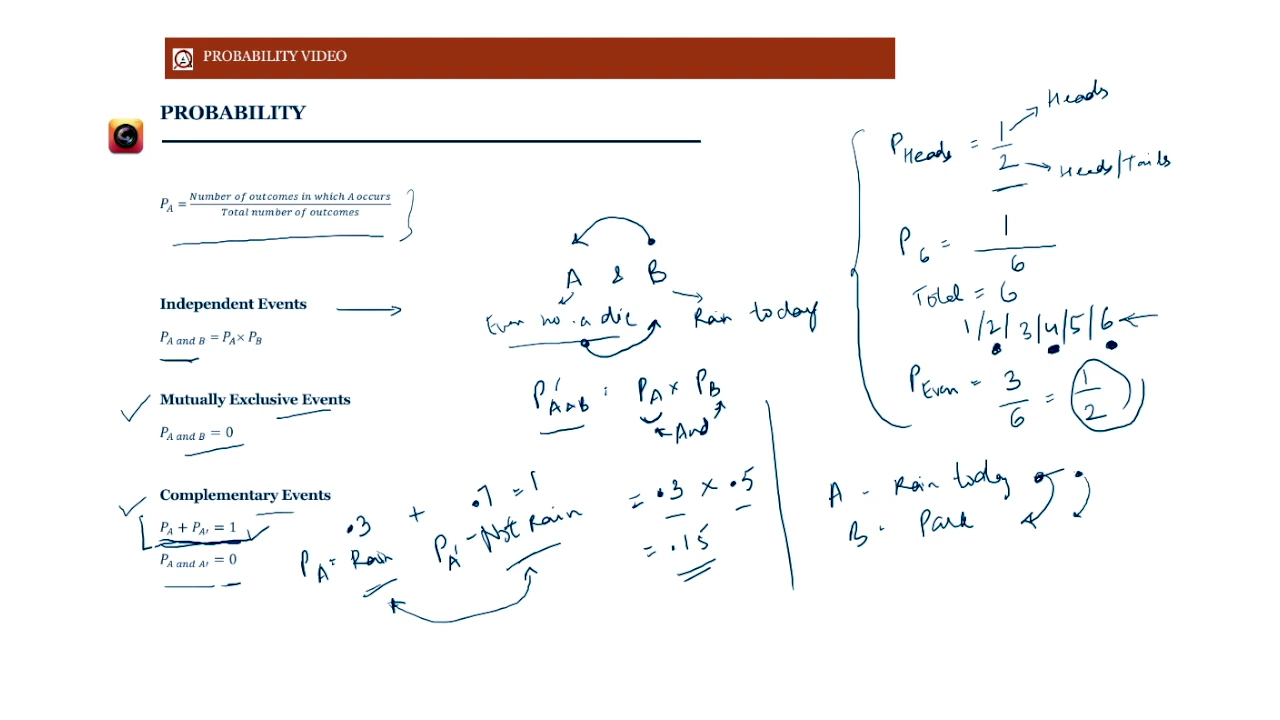 PROBABILITY VIDEO
PROBABILITY
P_A = Number of outcomes in which A occurs / Total number of outcomes
Independent Events
P_A and B = P_A × P_B
Mutually Exclusive Events
P_A and B = 0
Complementary Events
P_A + P_A′ = 1
P_A and A′ = 0
A & B
Even no. a die
Rain today
P_A & B : P_A × P_B
And
= .3 × .5
= .15
.3 + .7 = 1
P_A = Rain
P_A' - Not Rain
P_Heads = 1/2
Heads
Heads/Tails
P_6 = 1/6
Total = 6
1/2/3/4/5/6
P_Even = 3/6 = 1/2
A - Rain today
B - Park